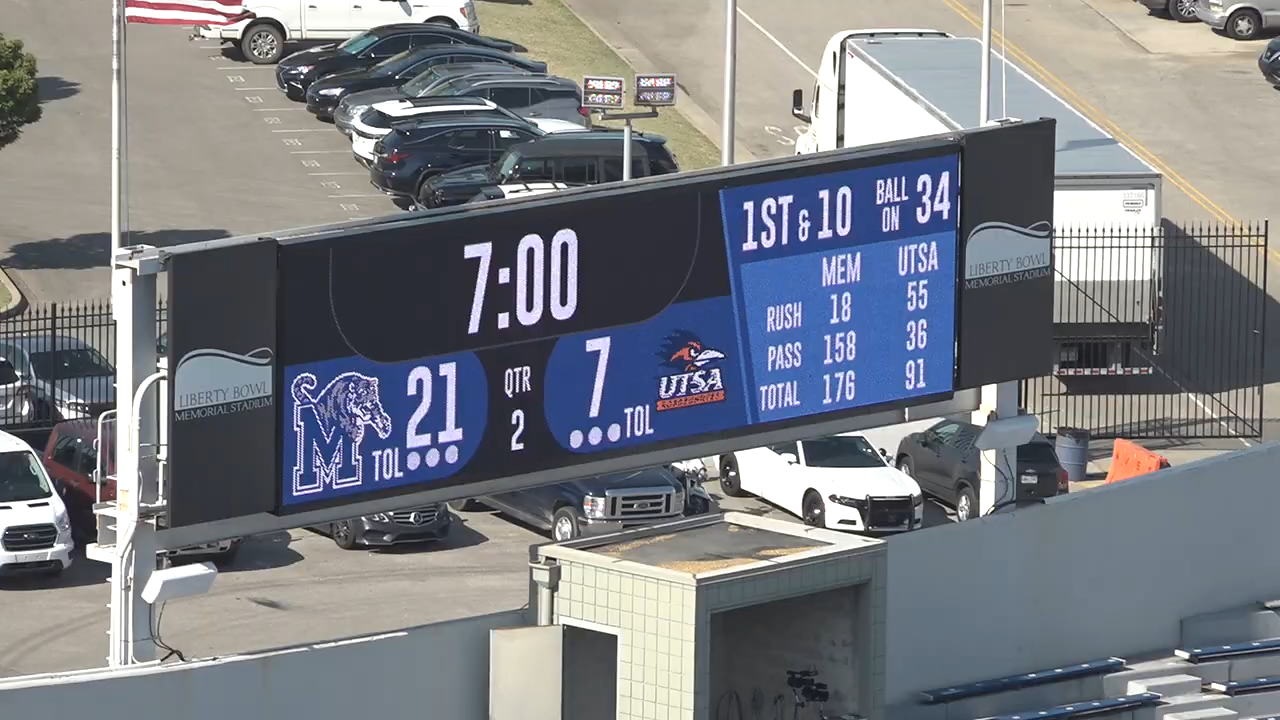 7:00
M
TOL
21
QTR
2
7
TOL
UTSA
ROADRUNNERS
1ST & 10
BALL ON 34
MEM UTSA
RUSH 18 55
PASS 158 36
TOTAL 176 91
LIBERTY BOWL
MEMORIAL STADIUM
LIBERTY BOWL
MEMORIAL STADIUM